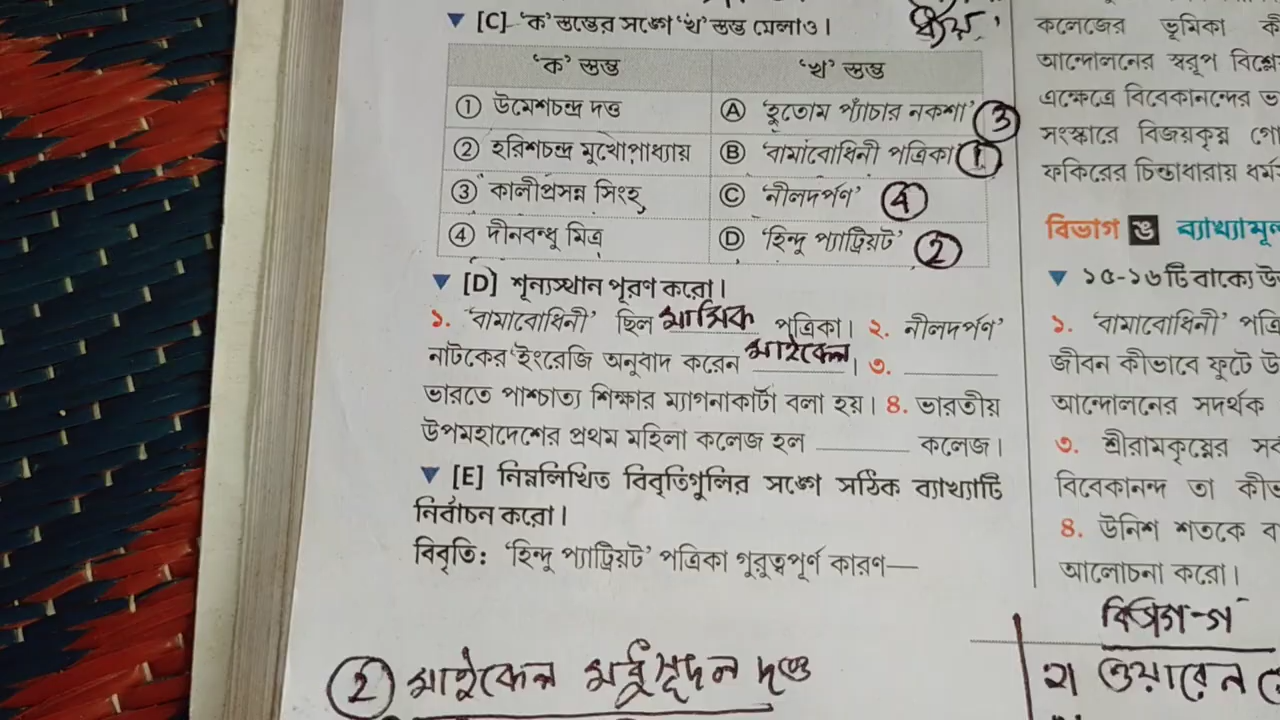 ▼ [C] ‘ক’ স্তম্ভের সঙ্গে ‘খ’ স্তম্ভ মেলাও।
‘ক’ স্তম্ভ ‘খ’ স্তম্ভ
① উমেশচন্দ্র দত্ত Ⓐ ‘হুতোম প্যাঁচার নকশা’ ③
② হরিশচন্দ্র মুখোপাধ্যায় Ⓑ ‘বামাবোধিনী পত্রিকা’ ①
③ কালীপ্রসন্ন সিংহ Ⓒ ‘নীলদর্পণ’ ④
④ দীনবন্ধু মিত্র Ⓓ ‘হিন্দু প্যাট্রিয়ট’ ②
▼ [D] শূন্যস্থান পূরণ করো।
১. ‘বামাবোধিনী’ ছিল মাসিক পত্রিকা। ২. নীলদর্পণ’
নাটকের ইংরেজি অনুবাদ করেন মাইকেল। ৩. ________
ভারতে পাশ্চাত্য শিক্ষার ম্যাগনাকার্টা বলা হয়। ৪. ভারতীয়
উপমহাদেশের প্রথম মহিলা কলেজ হল ________ কলেজ।
▼ [E] নিম্নলিখিত বিবৃতিগুলির সঙ্গে সঠিক ব্যাখ্যাটি
নির্বাচন করো।
বিবৃতি: ‘হিন্দু প্যাট্রিয়ট’ পত্রিকা গুরুত্বপূর্ণ কারণ—
② মাইকেল মধুসূদন দত্ত
কলেজের ভূমিকা
আন্দোলনের স্বরূপ
এক্ষেত্রে বিবেকানন্দের
সংস্কারে বিজয়কৃষ্ণ
ফকিরের চিন্তাধারায়
বিভাগ ঙ
▼ ১৫-১৬টি বাক্যে
১. ‘বামাবোধিনী’
জীবন কীভাবে ফুটে
আন্দোলনের সদর্থক
৩. শ্রীরামকৃষ্ণের
বিবেকানন্দ তা
৪. উনিশ শতকে
আলোচনা করো।
বিভাগ-গ
২। ওয়ারেন